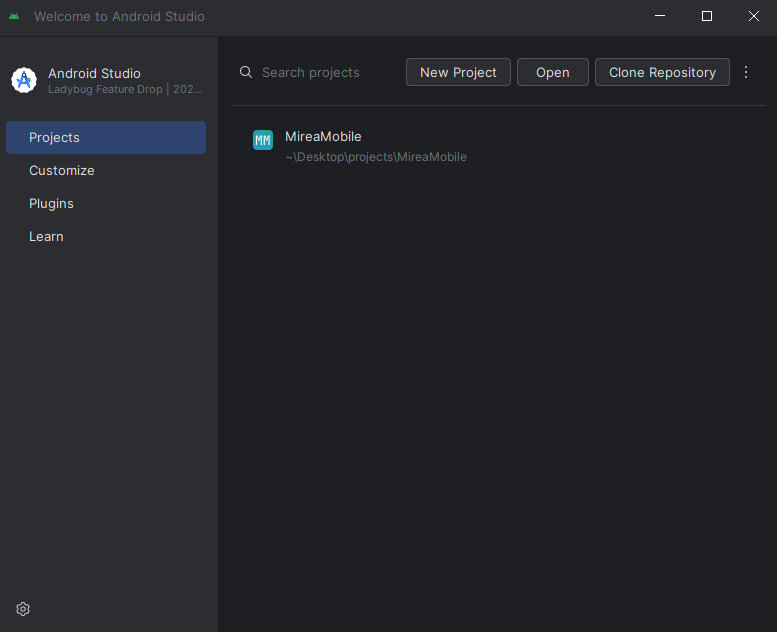 Welcome to Android Studio
Android Studio
Ladybug Feature Drop | 202...
Projects
Customize
Plugins
Learn
Search projects
New Project
Open
Clone Repository
MM
MireaMobile
~\Desktop\projects\MireaMobile